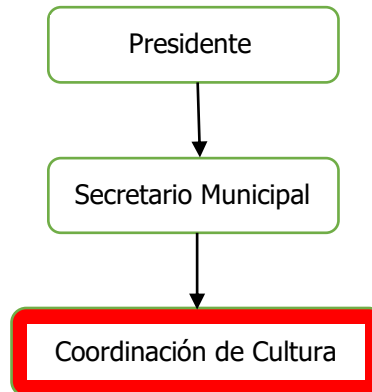 Presidente
Secretario Municipal
Coordinación de Cultura